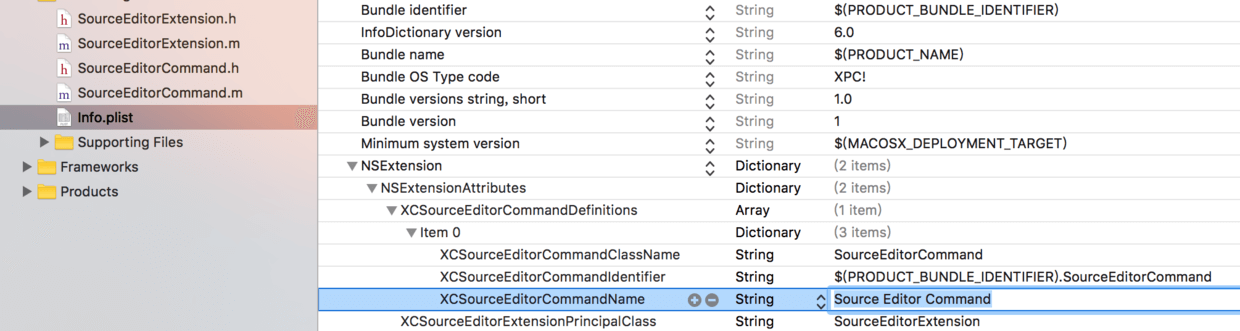 SourceEditorExtension.h
SourceEditorExtension.m
SourceEditorCommand.h
SourceEditorCommand.m
Info.plist
Supporting Files
Frameworks
Products
Bundle identifier String $(PRODUCT_BUNDLE_IDENTIFIER)
InfoDictionary version String 6.0
Bundle name String $(PRODUCT_NAME)
Bundle OS Type code String XPC!
Bundle versions string, short String 1.0
Bundle version String 1
Minimum system version String $(MACOSX_DEPLOYMENT_TARGET)
NSExtension Dictionary (2 items)
NSExtensionAttributes Dictionary (2 items)
XCSourceEditorCommandDefinitions Array (1 item)
Item 0 Dictionary (3 items)
XCSourceEditorCommandClassName String SourceEditorCommand
XCSourceEditorCommandIdentifier String $(PRODUCT_BUNDLE_IDENTIFIER).SourceEditorCommand
XCSourceEditorCommandName String Source Editor Command
XCSourceEditorExtensionPrincipalClass String SourceEditorExtension